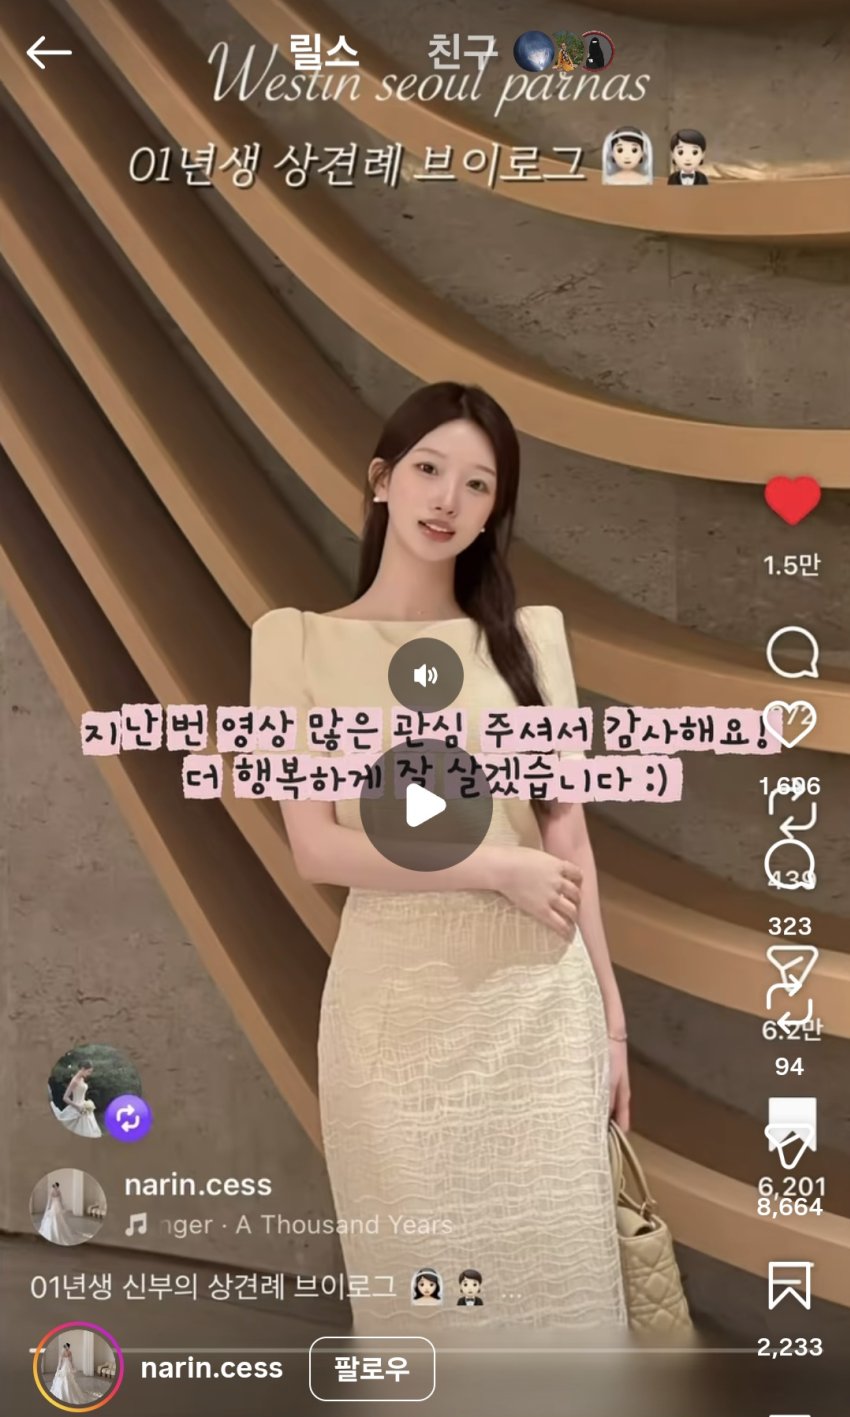 릴스 친구
Westin seoul parnas
01년생 상견례 브이로그
1.5만
지난번 영상 많은 관심 주셔서 감사해요!
더 행복하게 잘 살겠습니다 :)
1,696
439
323
6.2만
94
6,201
8,664
narin.cess
nger · A Thousand Years
01년생 신부의 상견례 브이로그 ...
2,233
narin.cess 팔로우